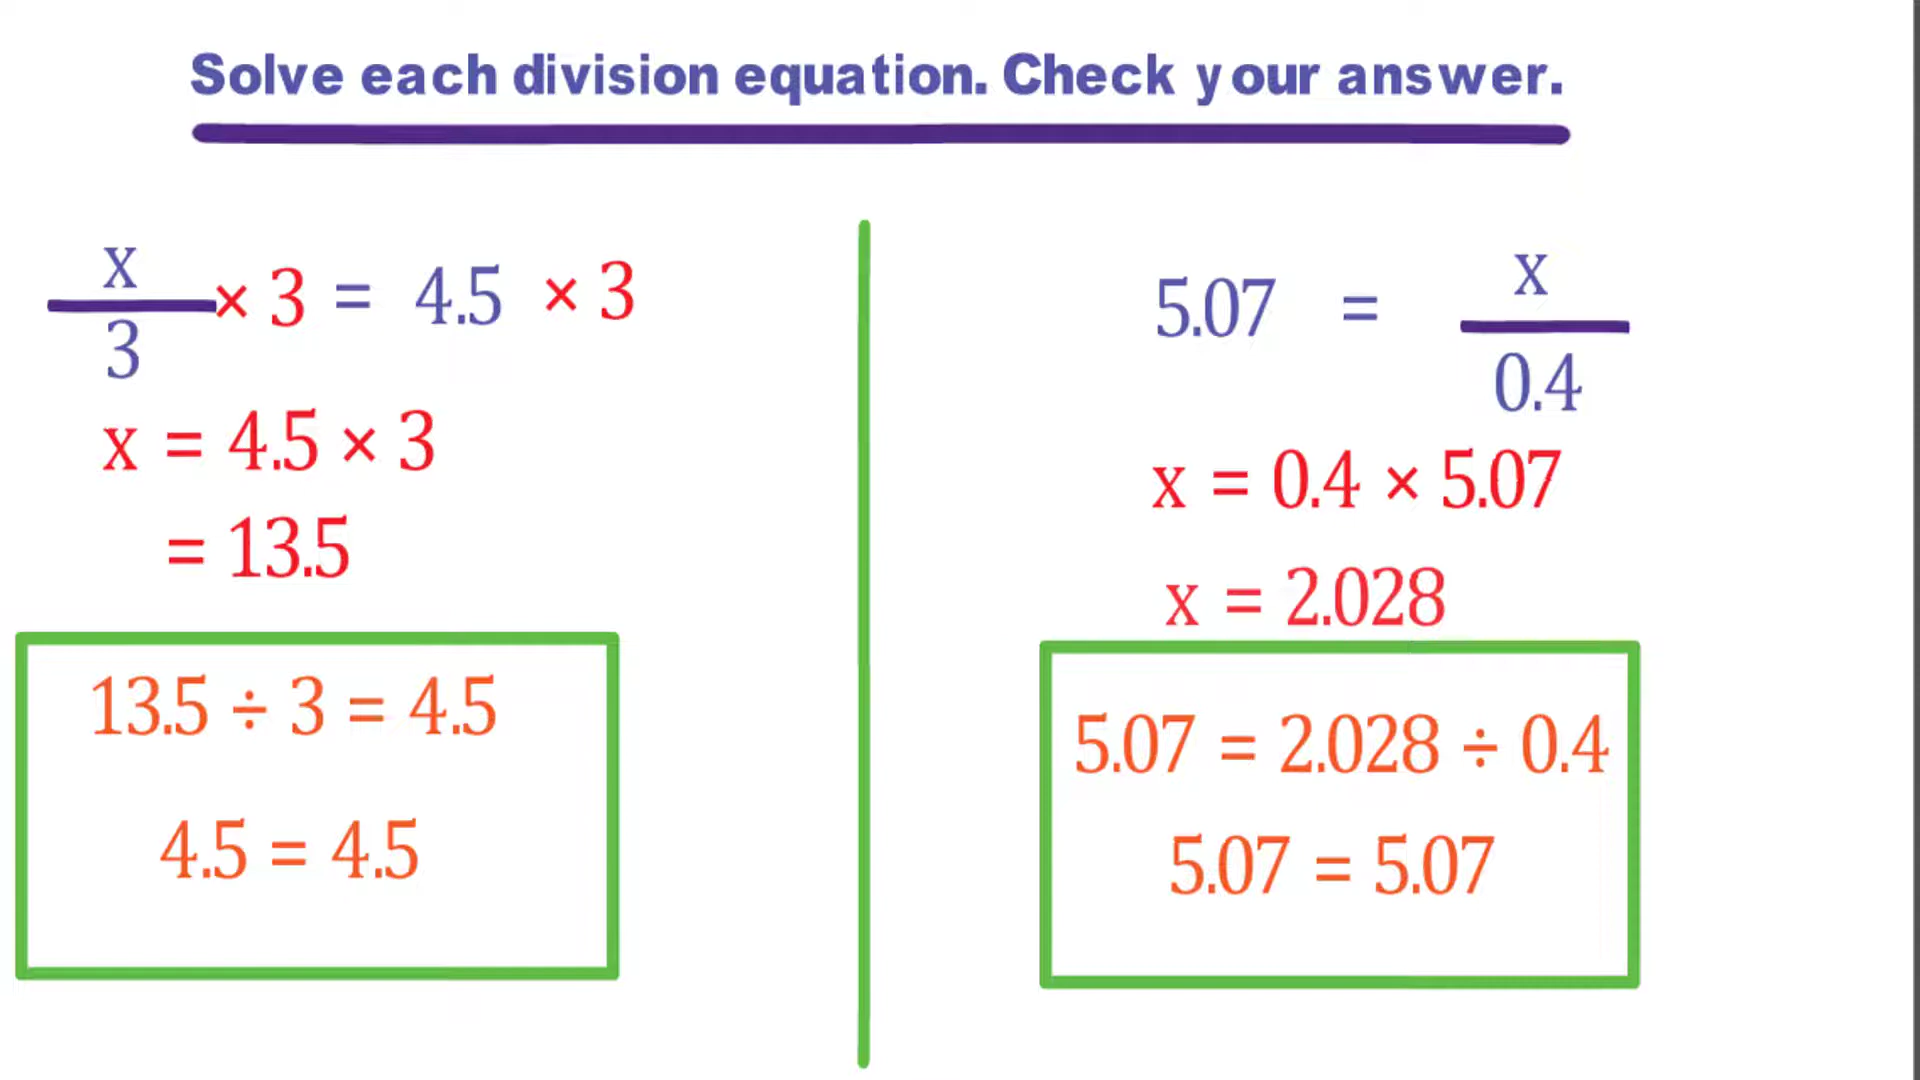 Solve each division equation. Check your answer.
x
× 3 = 4.5 × 3
3
x = 4.5 × 3
= 13.5
13.5 ÷ 3 = 4.5
4.5 = 4.5
x
5.07 =
0.4
x = 0.4 × 5.07
x = 2.028
5.07 = 2.028 ÷ 0.4
5.07 = 5.07